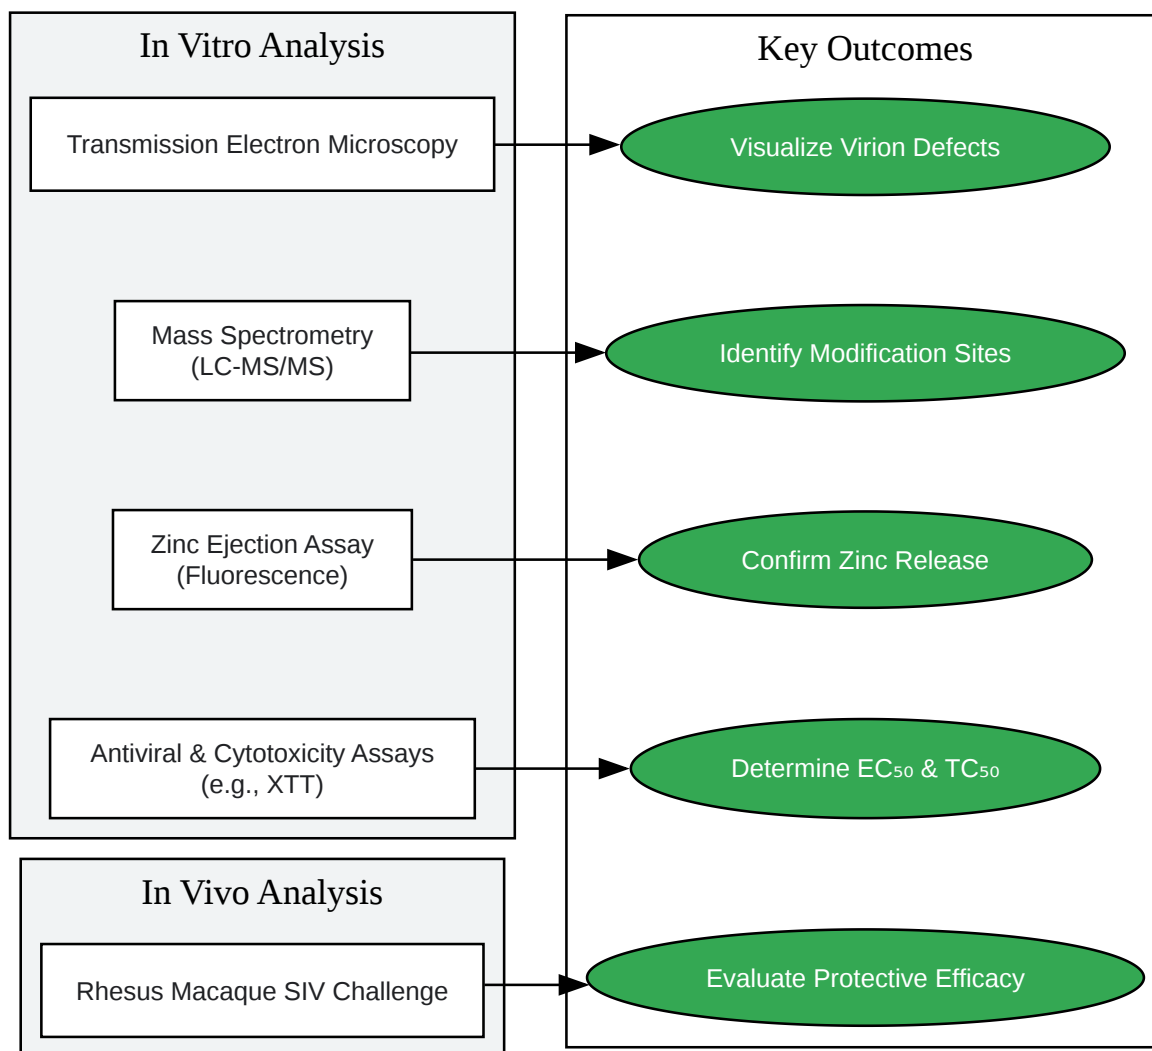 In Vitro Analysis
Key Outcomes
Transmission Electron Microscopy
Visualize Virion Defects
Mass Spectrometry
(LC-MS/MS)
Identify Modification Sites
Zinc Ejection Assay
(Fluorescence)
Confirm Zinc Release
Antiviral & Cytotoxicity Assays
(e.g., XTT)
Determine EC₅₀ & TC₅₀
In Vivo Analysis
Rhesus Macaque SIV Challenge
Evaluate Protective Efficacy